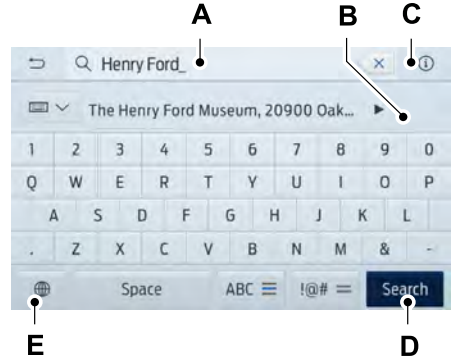 A B C
Henry Ford_
The Henry Ford Museum, 20900 Oak...
1 2 3 4 5 6 7 8 9 0
Q W E R T Y U I O P
A S D F G H J K L
. Z X C V B N M & -
Space ABC !@# Search
E D